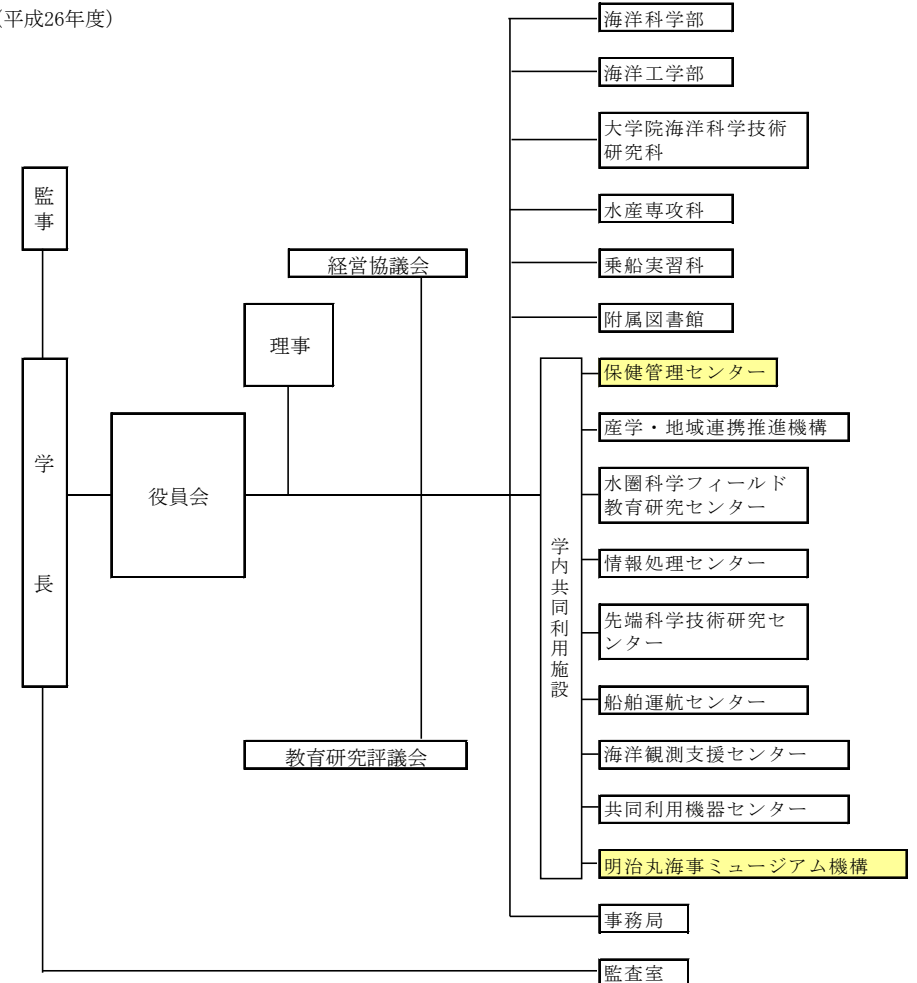 (平成26年度)
海洋科学部
海洋工学部
大学院海洋科学技術
研究科
監事
水産専攻科
経営協議会
乗船実習科
理事
附属図書館
学長
役員会
学内共同利用施設
保健管理センター
産学・地域連携推進機構
水圏科学フィールド
教育研究センター
情報処理センター
先端科学技術研究セ
ンター
船舶運航センター
教育研究評議会
海洋観測支援センター
共同利用機器センター
明治丸海事ミュージアム機構
事務局
監査室